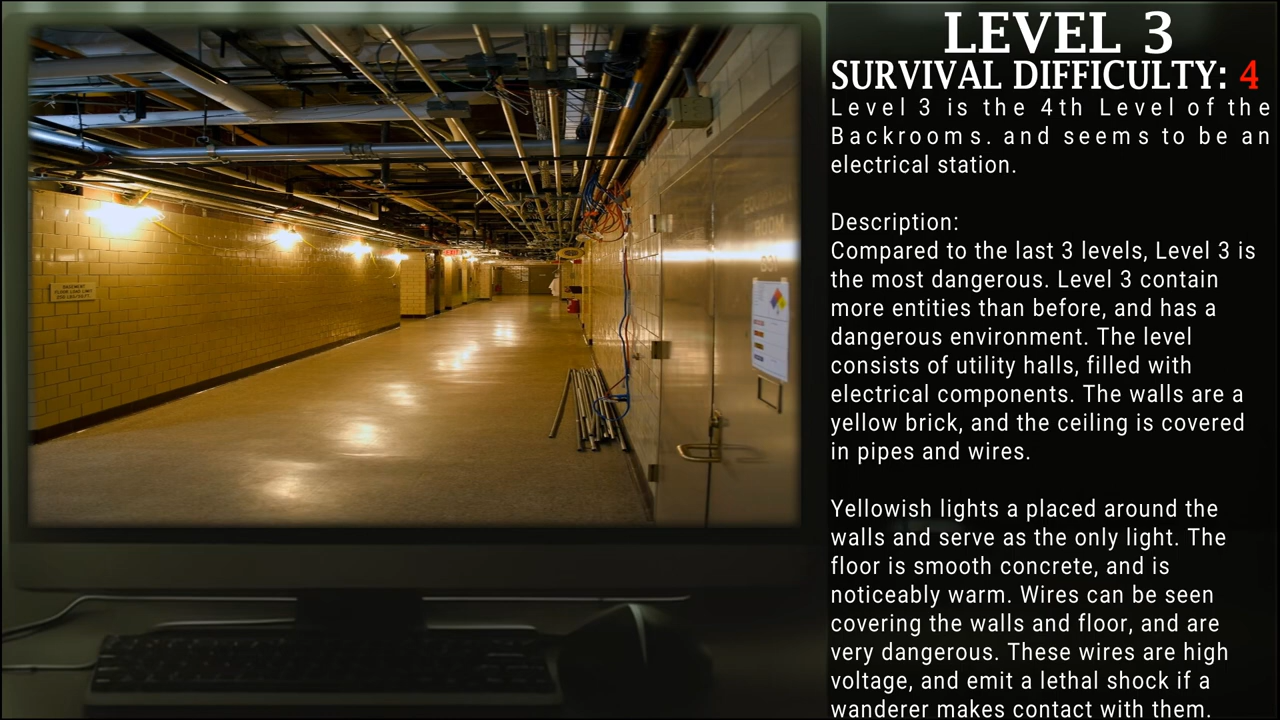 LEVEL 3
SURVIVAL DIFFICULTY: 4
Level 3 is the 4th Level of the
Backrooms. and seems to be an
electrical station.
Description:
Compared to the last 3 levels, Level 3 is
the most dangerous. Level 3 contain
more entities than before, and has a
dangerous environment. The level
consists of utility halls, filled with
electrical components. The walls are a
yellow brick, and the ceiling is covered
in pipes and wires.
Yellowish lights a placed around the
walls and serve as the only light. The
floor is smooth concrete, and is
noticeably warm. Wires can be seen
covering the walls and floor, and are
very dangerous. These wires are high
voltage, and emit a lethal shock if a
wanderer makes contact with them.
BASEMENT
FLOOR LOAD LIMIT
ROOM